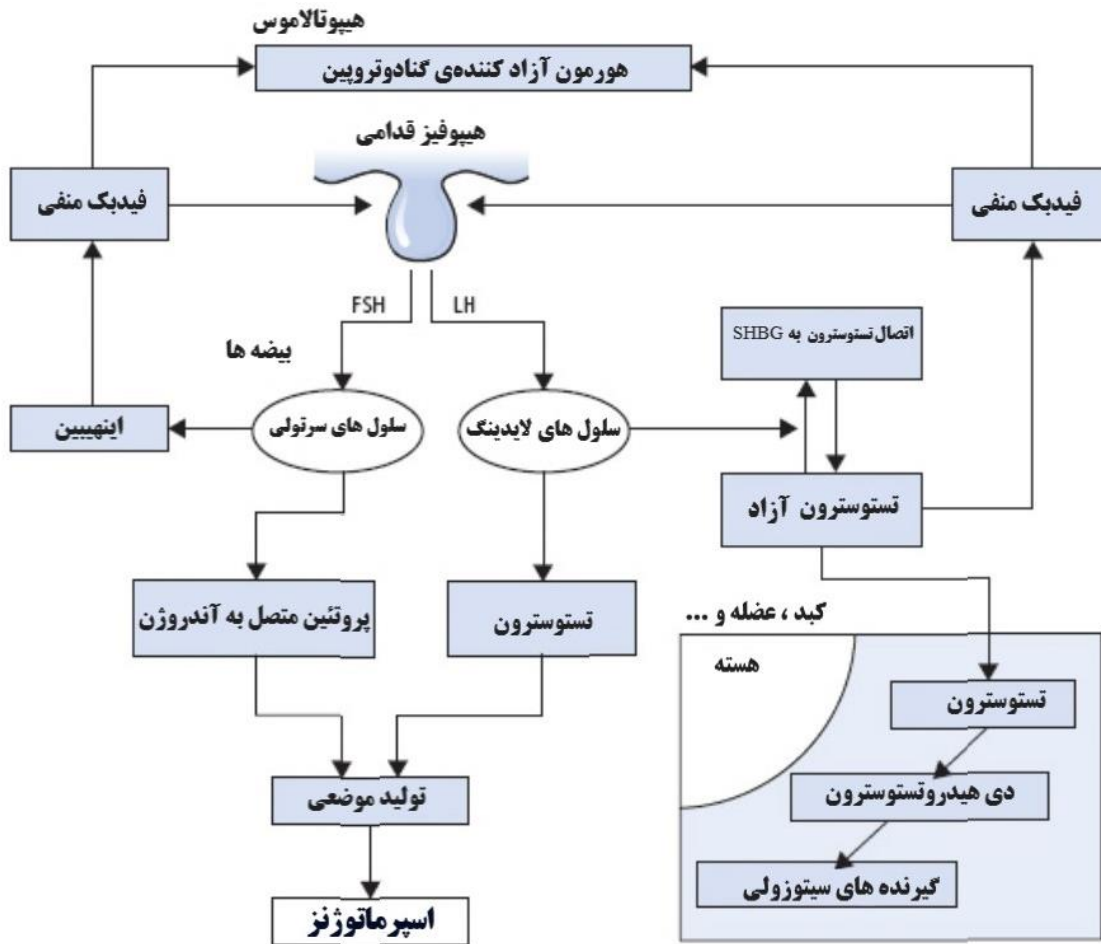 هیپوتالاموس
هورمون آزاد کننده‌ی گنادوتروپین
هیپوفیز قدامی
فیدبک منفی
فیدبک منفی
FSH
LH
بیضه ها
اتصال تستوسترون به SHBG
اینهیبین
سلول های سرتولی
سلول های لایدینگ
تستوسترون آزاد
پروتئین متصل به آندروژن
تستوسترون
کبد ، عضله و ...
هسته
تستوسترون
دی هیدروتستوسترون
گیرنده های سیتوزولی
تولید موضعی
اسپرماتوژنز